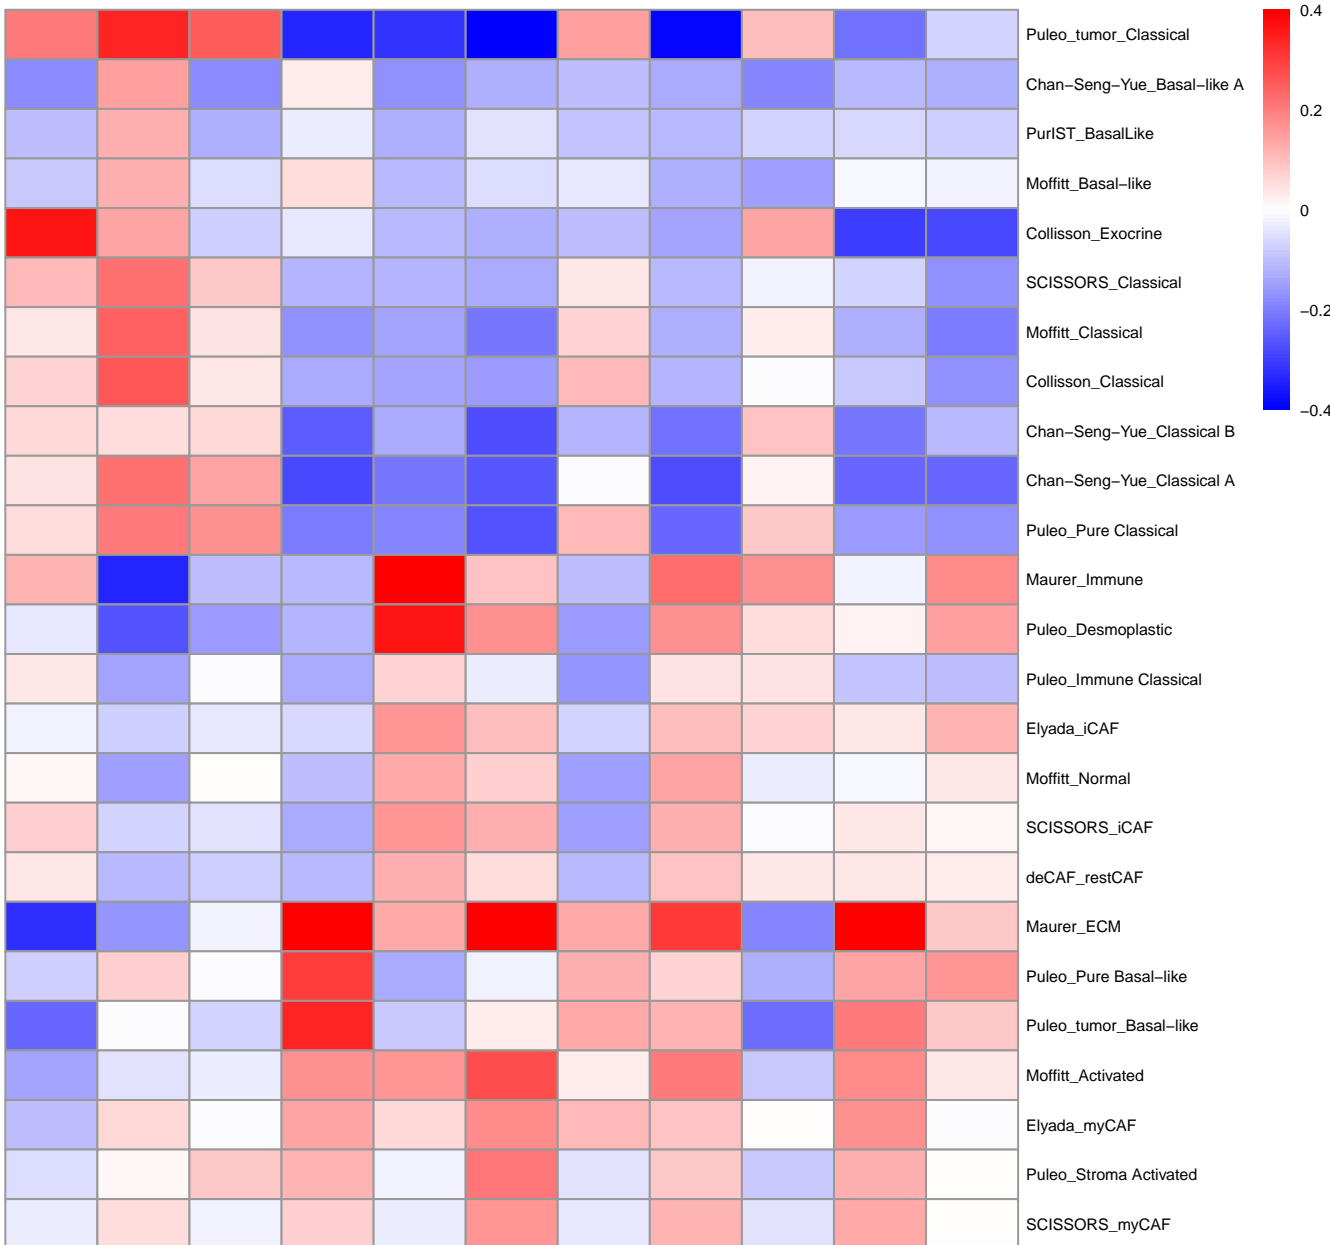 Puleo_tumor_Classical
Chan−Seng−Yue_Basal−like A
PurIST_BasalLike
Moffitt_Basal−like
Collisson_Exocrine
SCISSORS_Classical
Moffitt_Classical
Collisson_Classical
Chan−Seng−Yue_Classical B
Chan−Seng−Yue_Classical A
Puleo_Pure Classical
Maurer_Immune
Puleo_Desmoplastic
Puleo_Immune Classical
Elyada_iCAF
Moffitt_Normal
SCISSORS_iCAF
deCAF_restCAF
Maurer_ECM
Puleo_Pure Basal−like
Puleo_tumor_Basal−like
Moffitt_Activated
Elyada_myCAF
Puleo_Stroma Activated
SCISSORS_myCAF
0.4
0.2
0
−0.2
−0.4